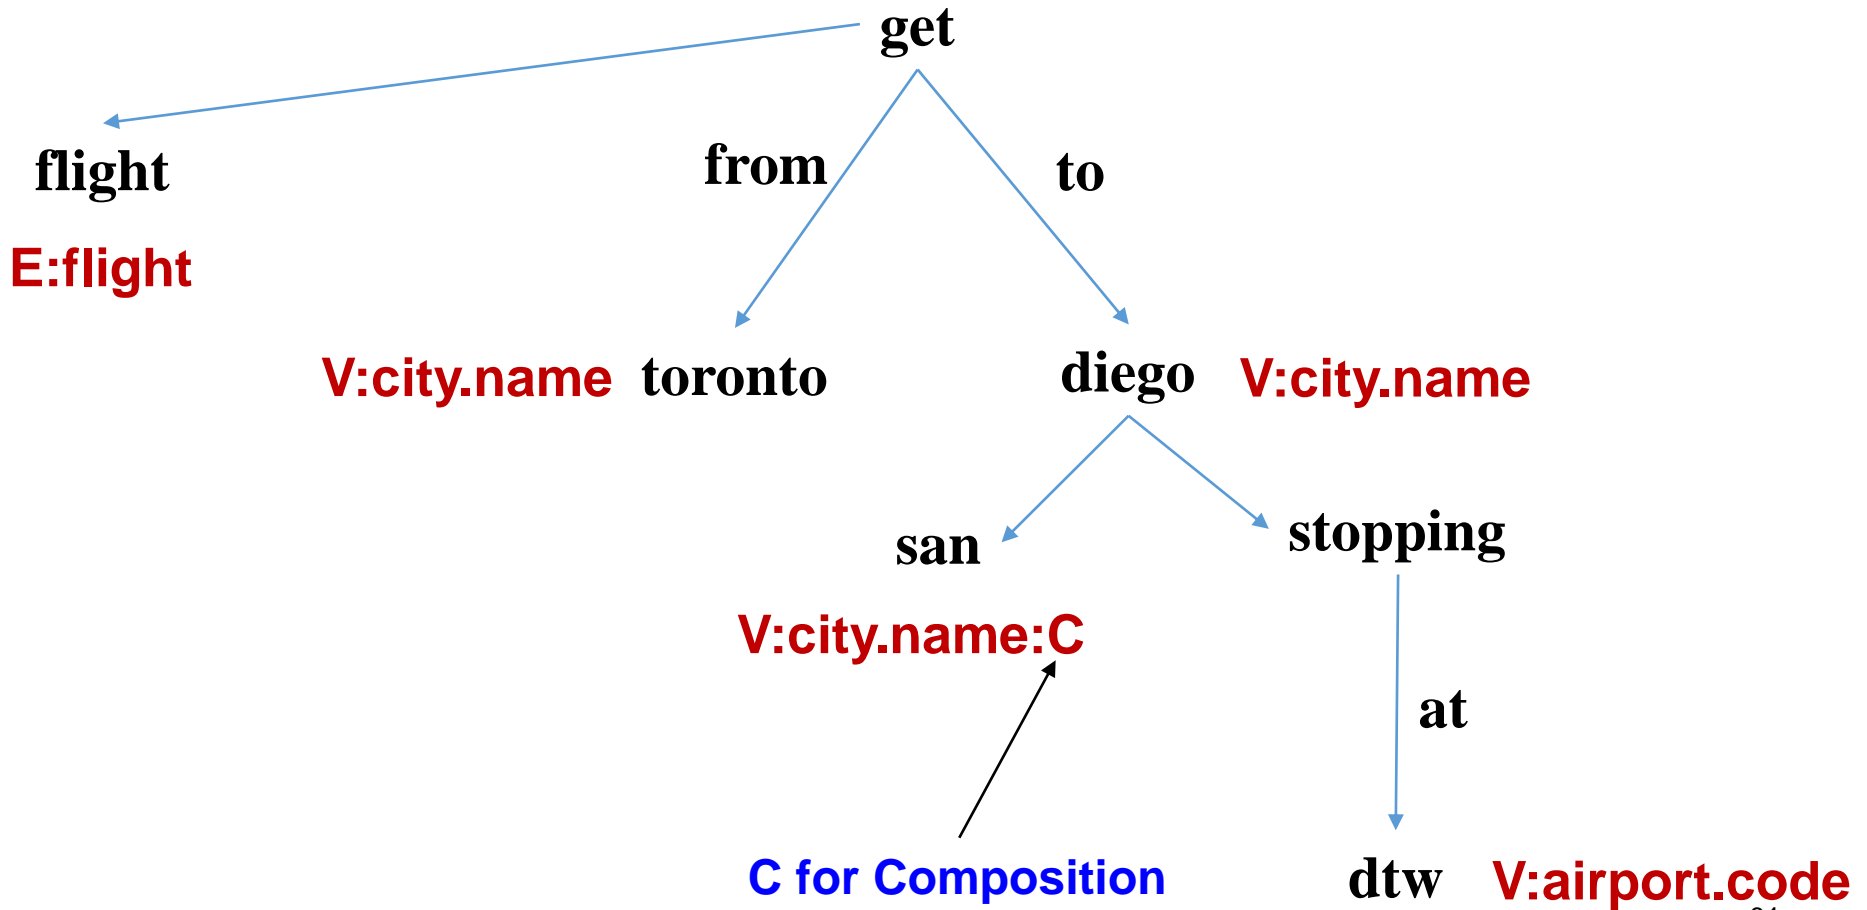 get
flight
from
to
E:flight
V:city.name toronto
diego V:city.name
san
stopping
V:city.name:C
at
C for Composition
dtw V:airport.code